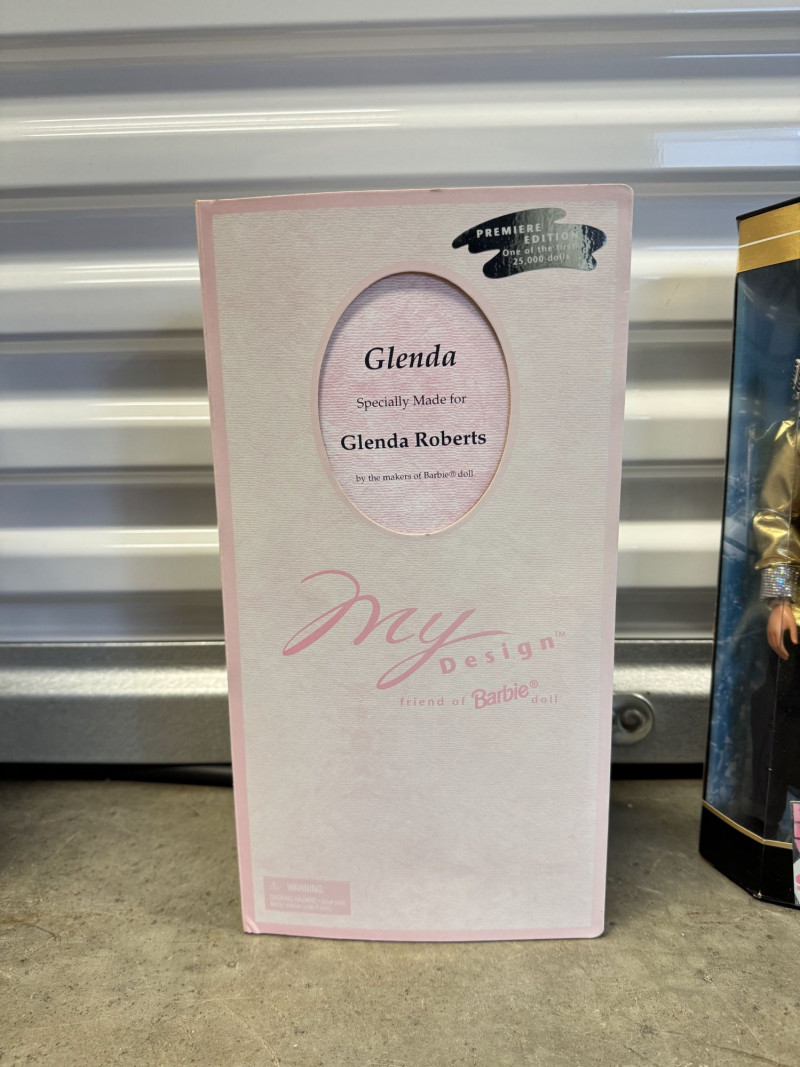 PREMIERE
EDITION
One of the first
25,000 dolls
Glenda
Specially Made for
Glenda Roberts
by the makers of Barbie® doll
My
Design™
friend of Barbie® doll
⚠ WARNING: